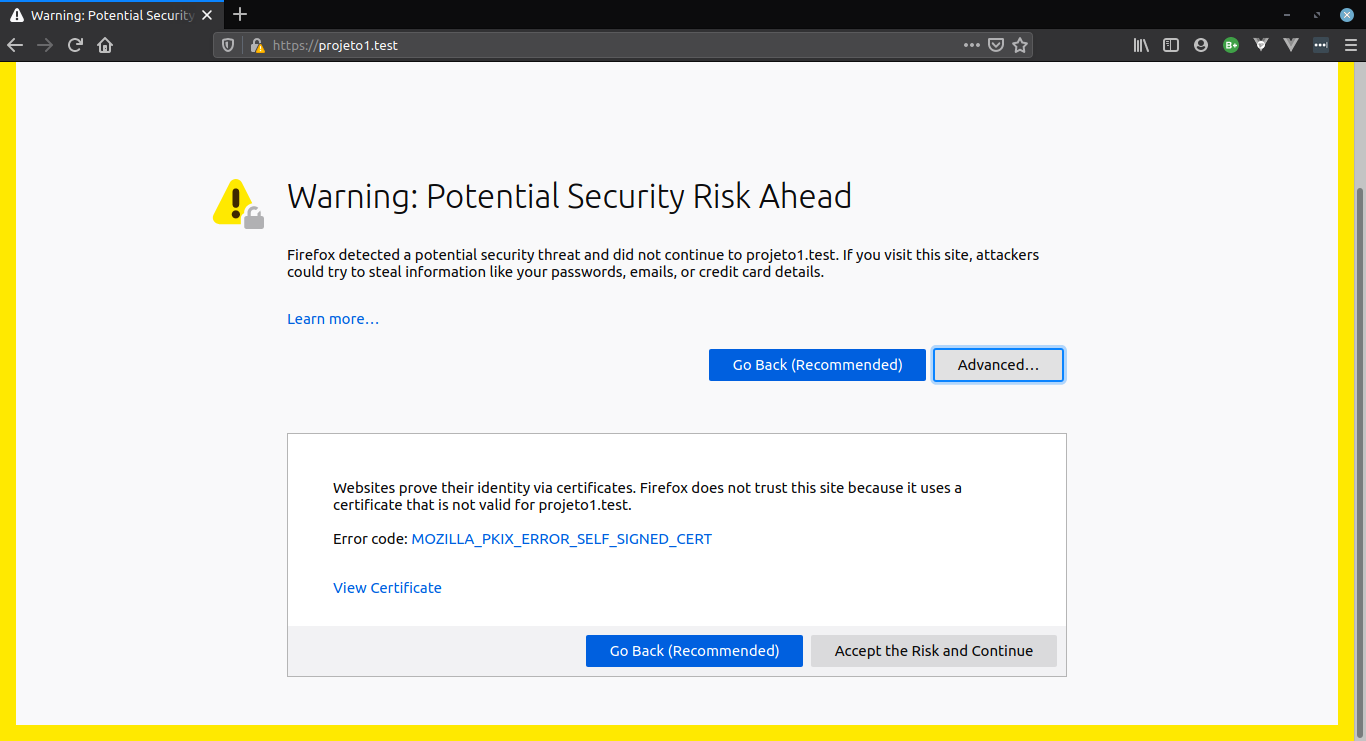 Warning: Potential Security
https://projeto1.test
B+
Warning: Potential Security Risk Ahead
Firefox detected a potential security threat and did not continue to projeto1.test. If you visit this site, attackers
could try to steal information like your passwords, emails, or credit card details.
Learn more…
Go Back (Recommended)
Advanced…
Websites prove their identity via certificates. Firefox does not trust this site because it uses a
certificate that is not valid for projeto1.test.
Error code: MOZILLA_PKIX_ERROR_SELF_SIGNED_CERT
View Certificate
Go Back (Recommended)
Accept the Risk and Continue